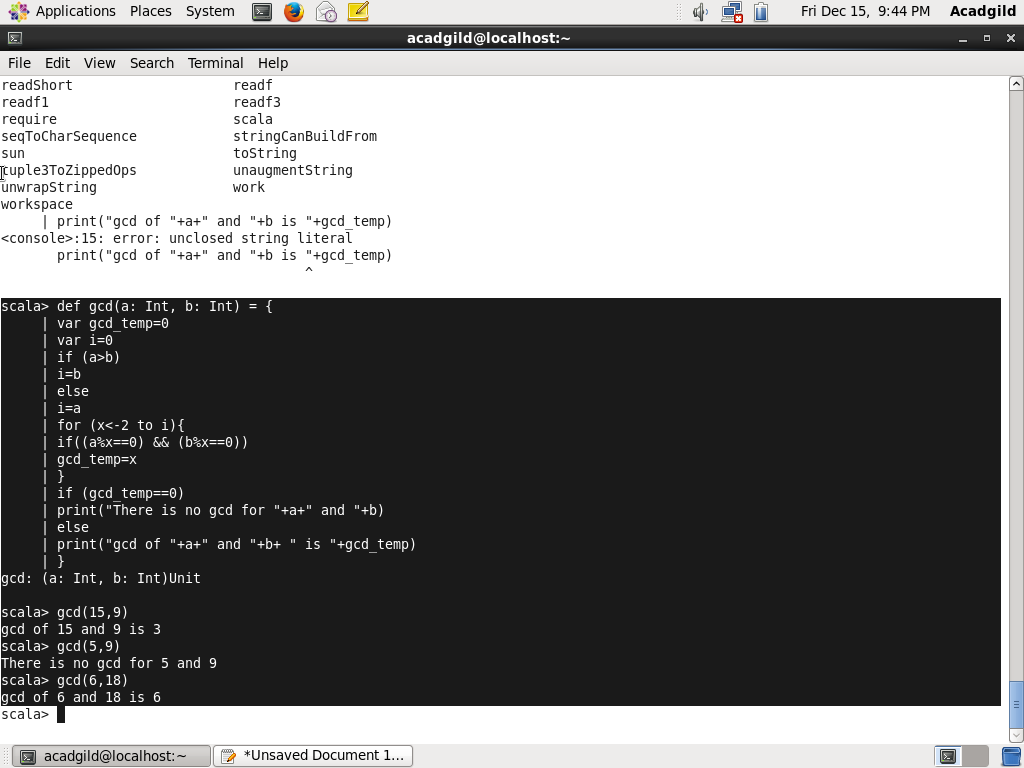 Applications Places System Fri Dec 15, 9:44 PM Acadgild
acadgild@localhost:~
File Edit View Search Terminal Help
readShort readf
readf1 readf3
require scala
seqToCharSequence stringCanBuildFrom
sun toString
tuple3ToZippedOps unaugmentString
unwrapString work
workspace
| print("gcd of "+a+" and "+b is "+gcd_temp)
<console>:15: error: unclosed string literal
print("gcd of "+a+" and "+b is "+gcd_temp)
^
scala> def gcd(a: Int, b: Int) = {
| var gcd_temp=0
| var i=0
| if (a>b)
| i=b
| else
| i=a
| for (x<-2 to i){
| if((a%x==0) && (b%x==0))
| gcd_temp=x
| }
| if (gcd_temp==0)
| print("There is no gcd for "+a+" and "+b)
| else
| print("gcd of "+a+" and "+b+ " is "+gcd_temp)
| }
gcd: (a: Int, b: Int)Unit
scala> gcd(15,9)
gcd of 15 and 9 is 3
scala> gcd(5,9)
There is no gcd for 5 and 9
scala> gcd(6,18)
gcd of 6 and 18 is 6
scala>
acadgild@localhost:~ *Unsaved Document 1...